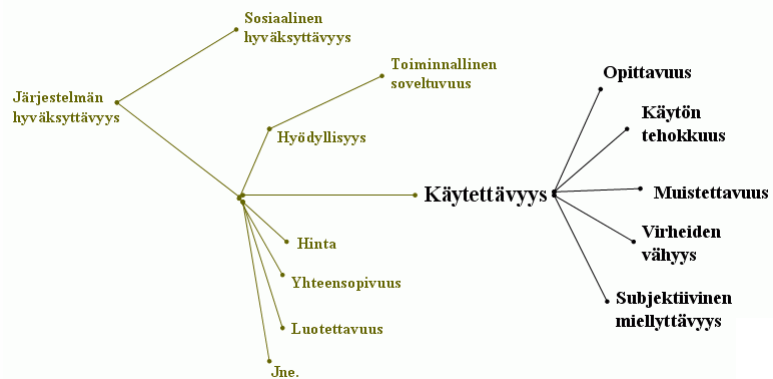 Sosiaalinen
hyväksyttävyys
Järjestelmän
hyväksyttävyys
Toiminnallinen
soveltuvuus
Hyödyllisyys
Käytettävyys
Hinta
Yhteensopivuus
Luotettavuus
Jne.
Opittavuus
Käytön
tehokkuus
Muistettavuus
Virheiden
vähyys
Subjektiivinen
miellyttävyys